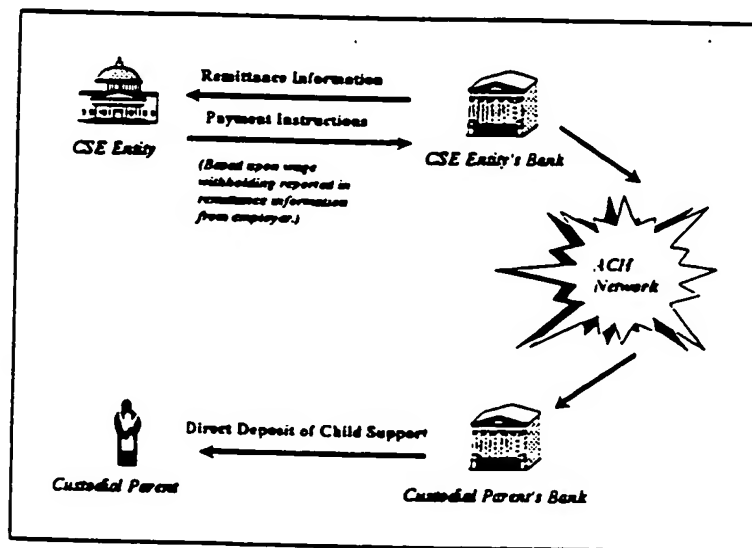 Remittance Information
Payment Instructions
CSE Entity
CSE Entity's Bank
(Based upon wage
withholding reported in
remittance information
from employer.)
ACH
Network
Direct Deposit of Child Support
Custodial Parent
Custodial Parent's Bank